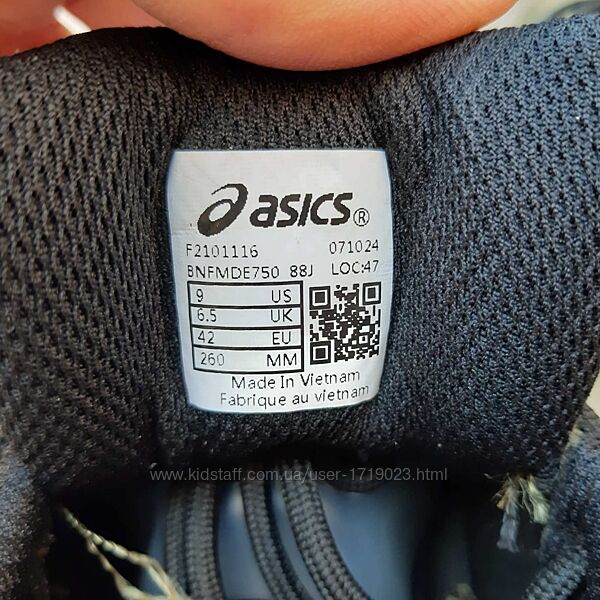 asics®
F2101116 071024
BNFMDE750 88J LOC:47
9 US
6.5 UK
42 EU
260 MM
Made In Vietnam
Fabrique au vietnam
www.kidstaff.com.ua/user-1719023.html